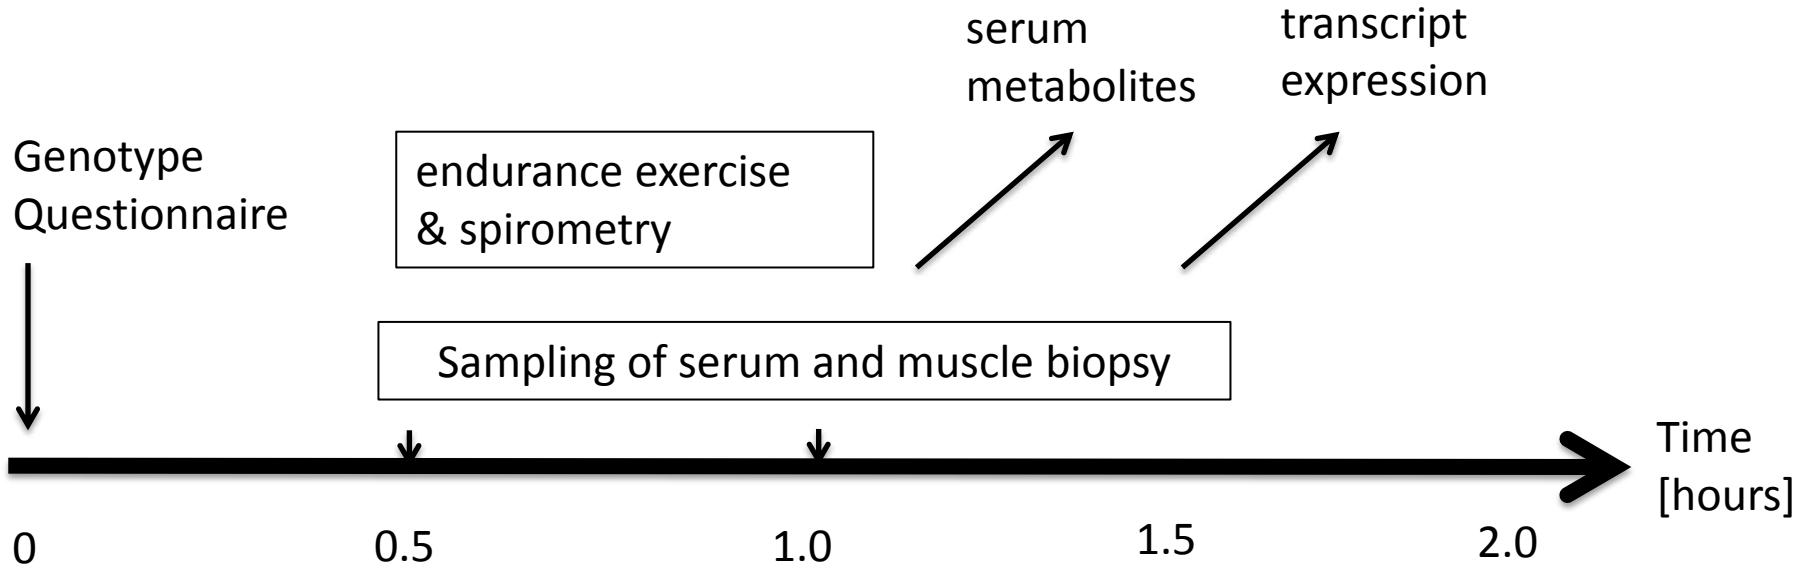 serum
metabolites
transcript
expression
Genotype
Questionnaire
endurance exercise
& spirometry
Sampling of serum and muscle biopsy
Time
[hours]
0
0.5
1.0
1.5
2.0